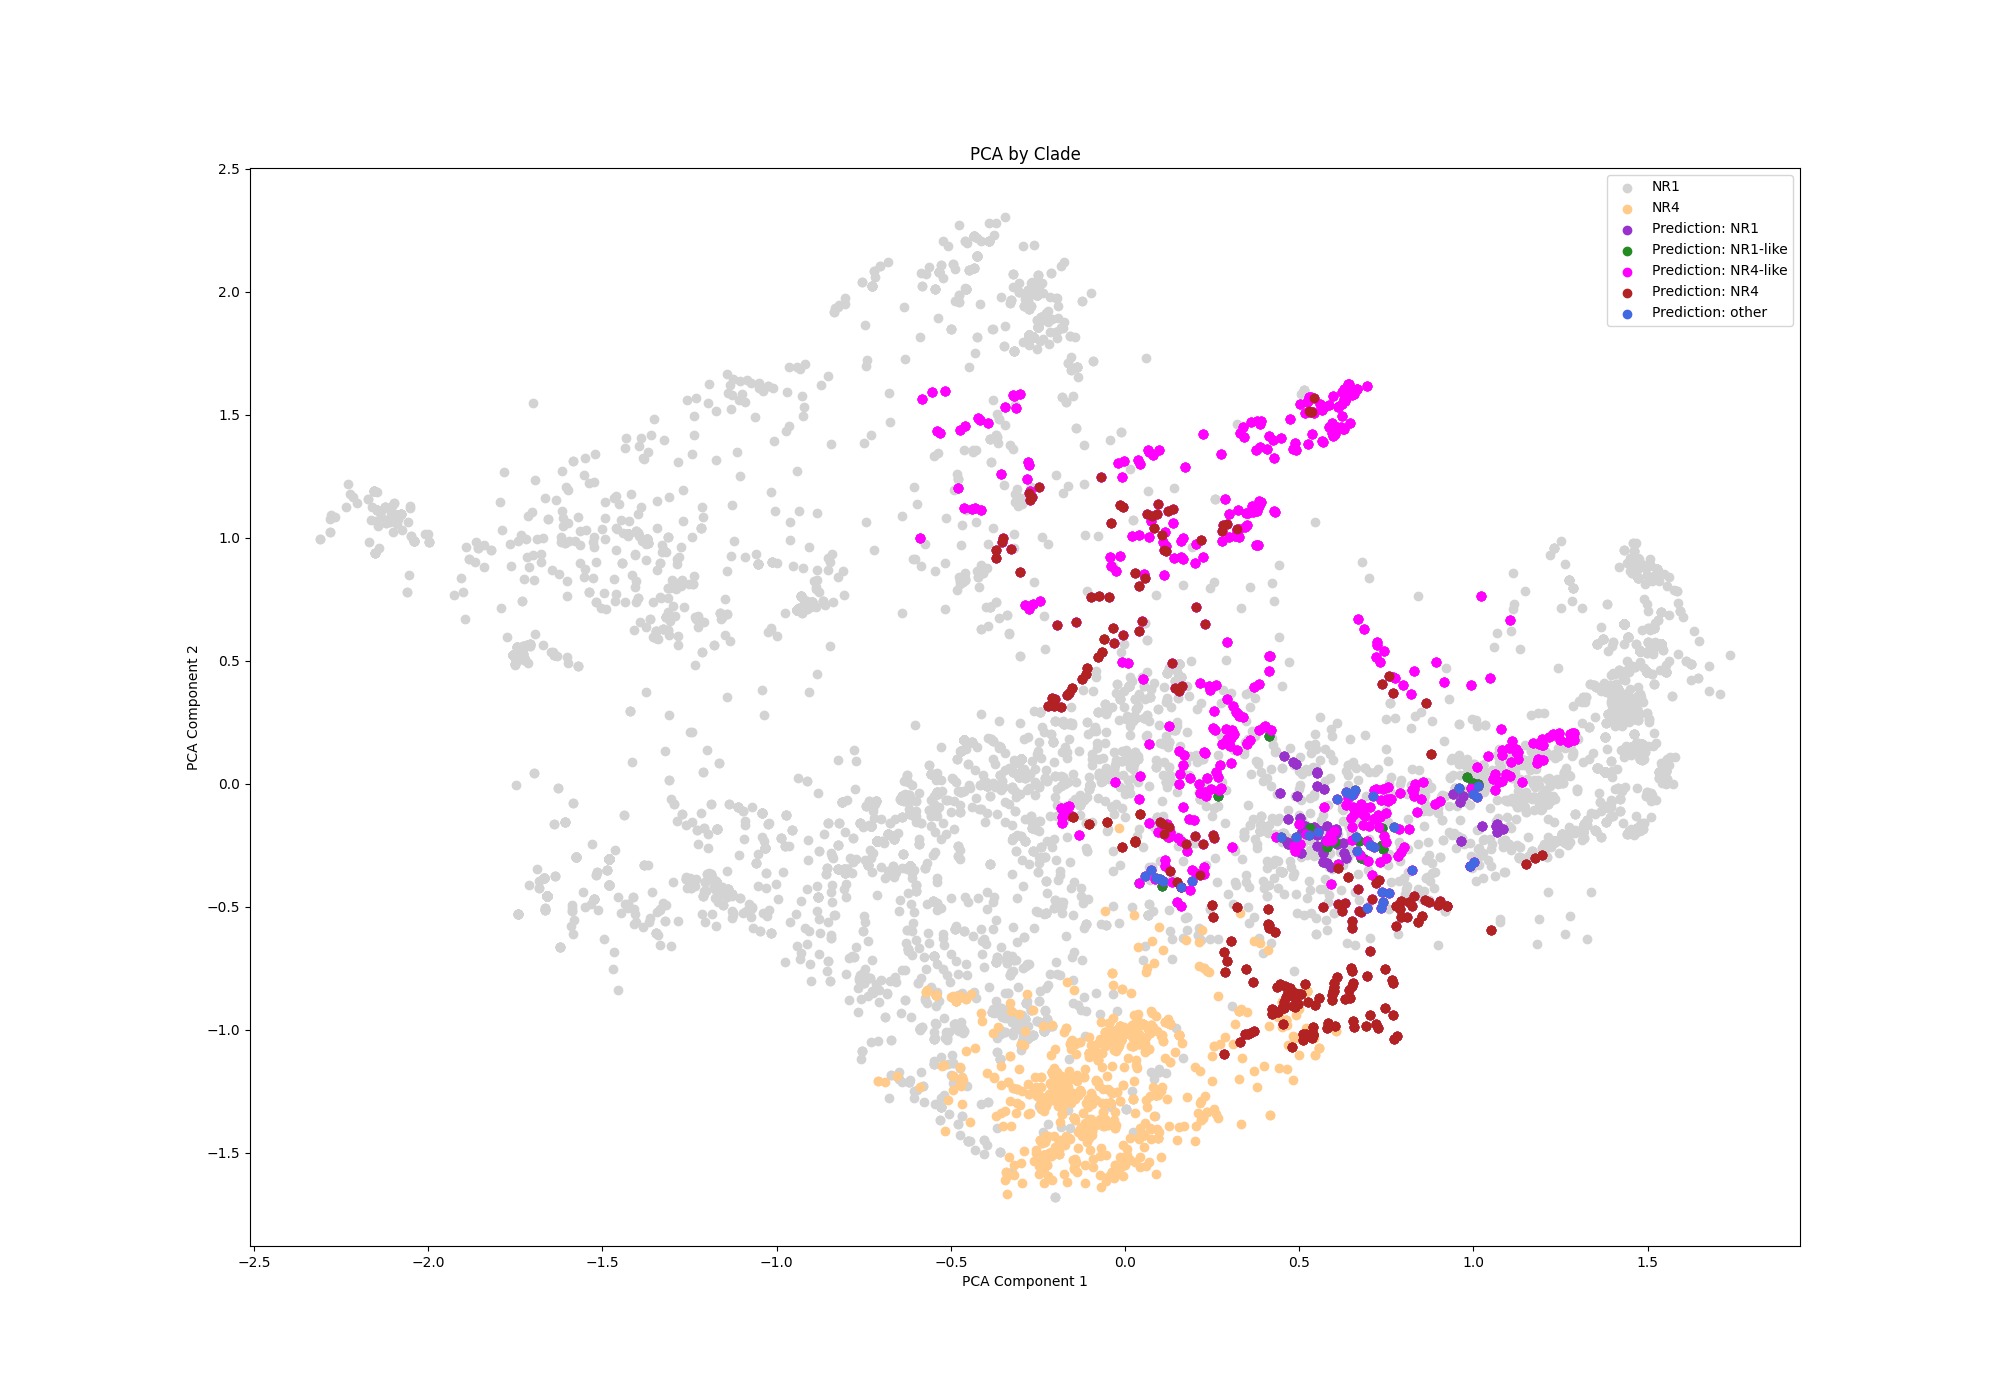 PCA by Clade
2.5
2.0
1.5
1.0
0.5
0.0
−0.5
−1.0
−1.5
PCA Component 2
NR1
NR4
Prediction: NR1
Prediction: NR1-like
Prediction: NR4-like
Prediction: NR4
Prediction: other
−2.5 −2.0 −1.5 −1.0 −0.5 0.0 0.5 1.0 1.5
PCA Component 1